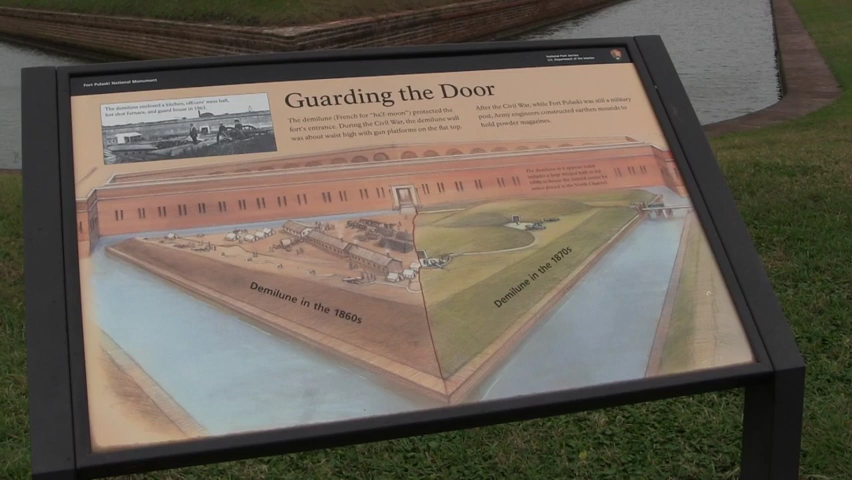 Fort Pulaski National Monument
National Park Service
U.S. Department of the Interior
The demilune enclosed a kitchen, officers' mess hall,
hot shot furnace, and guard house in 1863.
Guarding the Door
The demilune (French for "half-moon") protected the
fort's entrance. During the Civil War, the demilune wall
was about waist high with gun platforms on the flat top.
After the Civil War, while Fort Pulaski was still a military
post, Army engineers constructed earthen mounds to
hold powder magazines.
Demilune in the 1860s
Demilune in the 1870s